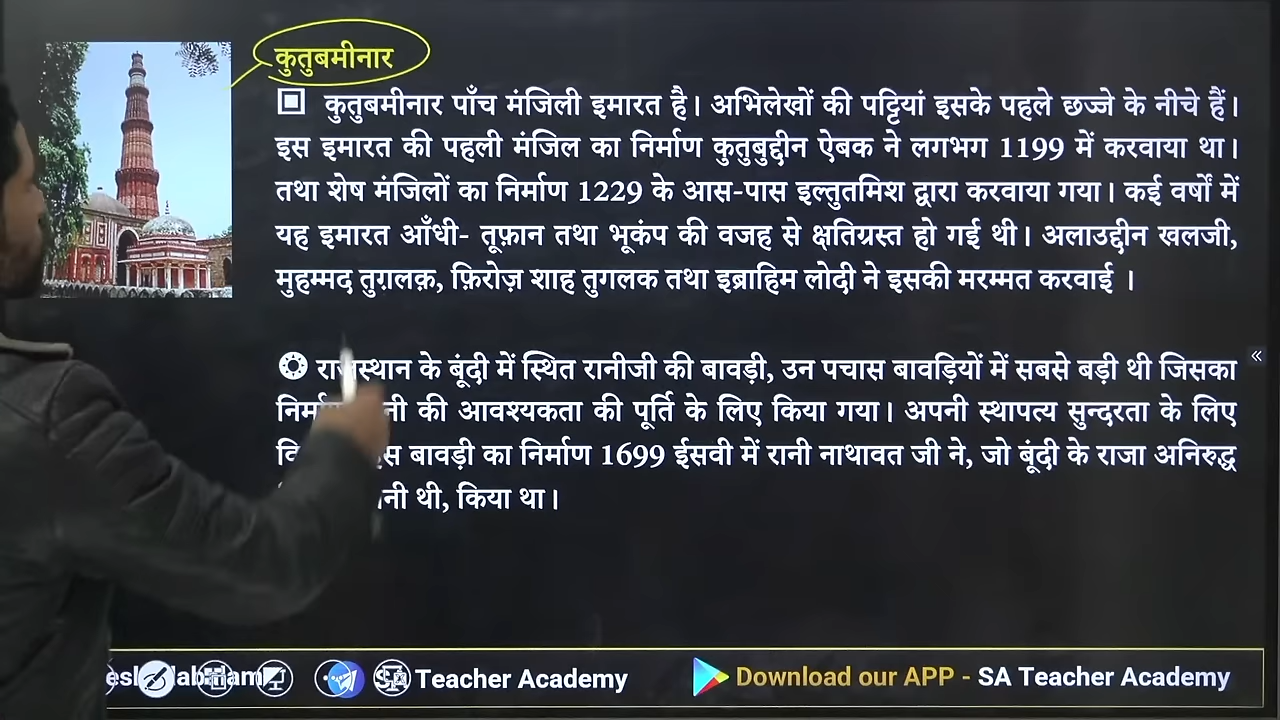 कुतुबमीनार
कुतुबमीनार पाँच मंजिली इमारत है। अभिलेखों की पट्टियां इसके पहले छज्जे के नीचे हैं।
इस इमारत की पहली मंजिल का निर्माण कुतुबुद्दीन ऐबक ने लगभग 1199 में करवाया था।
तथा शेष मंजिलों का निर्माण 1229 के आस-पास इल्तुतमिश द्वारा करवाया गया। कई वर्षों में
यह इमारत आँधी- तूफ़ान तथा भूकंप की वजह से क्षतिग्रस्त हो गई थी। अलाउद्दीन खलजी,
मुहम्मद तुग़लक़, फ़िरोज़ शाह तुगलक तथा इब्राहिम लोदी ने इसकी मरम्मत करवाई ।
राजस्थान के बूंदी में स्थित रानीजी की बावड़ी, उन पचास बावड़ियों में सबसे बड़ी थी जिसका
की आवश्यकता की पूर्ति के लिए किया गया। अपनी स्थापत्य सुन्दरता के लिए
बावड़ी का निर्माण 1699 ईसवी में रानी नाथावत जी ने, जो बूंदी के राजा अनिरुद्ध
थी, किया था।
Teacher Academy
Download our APP - SA Teacher Academy